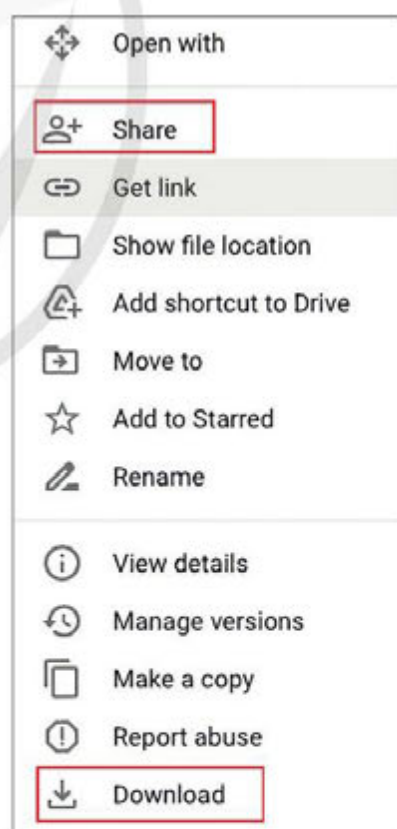 Open with
Share
Get link
Show file location
Add shortcut to Drive
Move to
Add to Starred
Rename
View details
Manage versions
Make a copy
Report abuse
Download